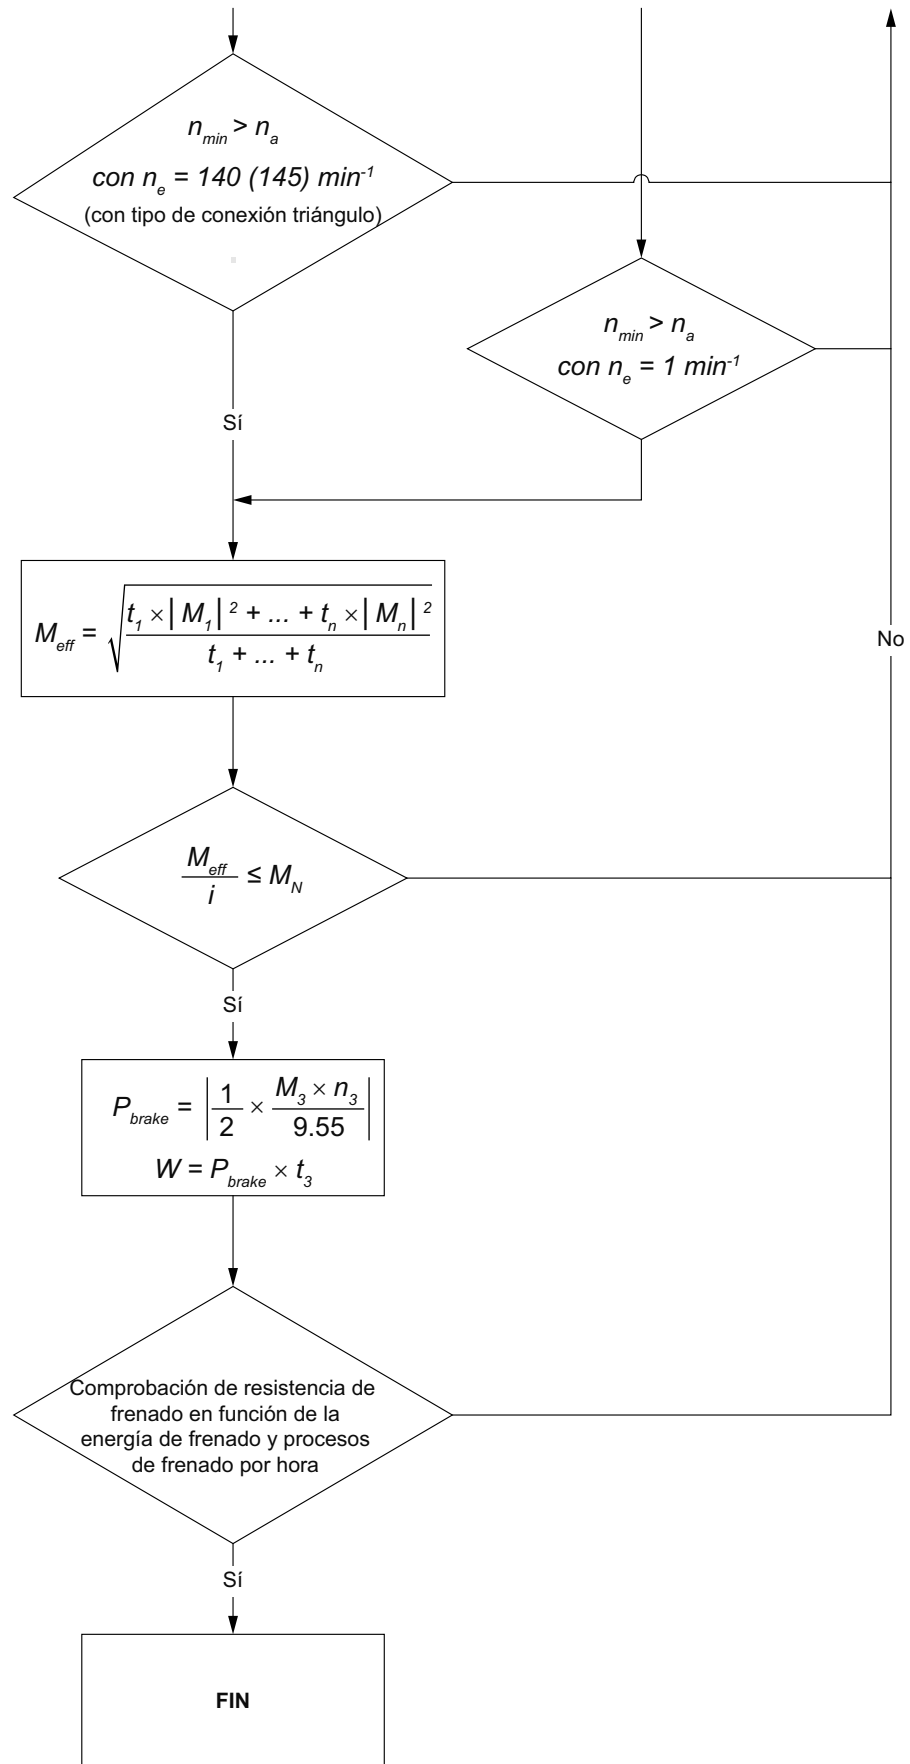 n_min > n_a
con n_e = 140 (145) min⁻¹
(con tipo de conexión triángulo)
n_min > n_a
con n_e = 1 min⁻¹
Sí
M_eff = √((t_1 × |M_1|² + ... + t_n × |M_n|²) / (t_1 + ... + t_n))
No
M_eff / i ≤ M_N
Sí
P_brake = |1/2 × (M_3 × n_3) / 9.55|
W = P_brake × t_3
Comprobación de resistencia de
frenado en función de la
energía de frenado y procesos
de frenado por hora
Sí
FIN